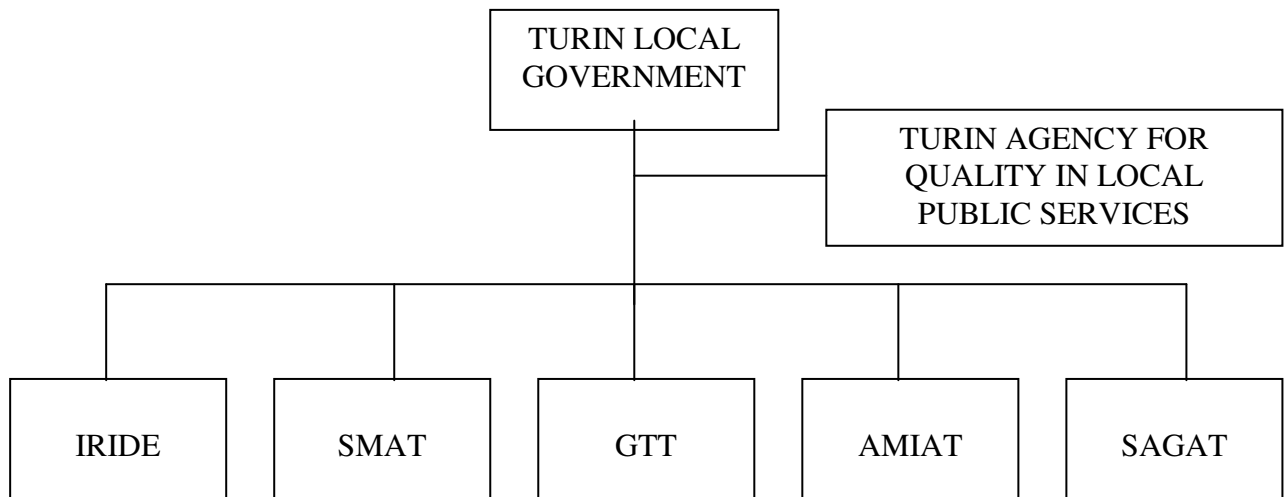 TURIN LOCAL
GOVERNMENT
TURIN AGENCY FOR
QUALITY IN LOCAL
PUBLIC SERVICES
IRIDE
SMAT
GTT
AMIAT
SAGAT